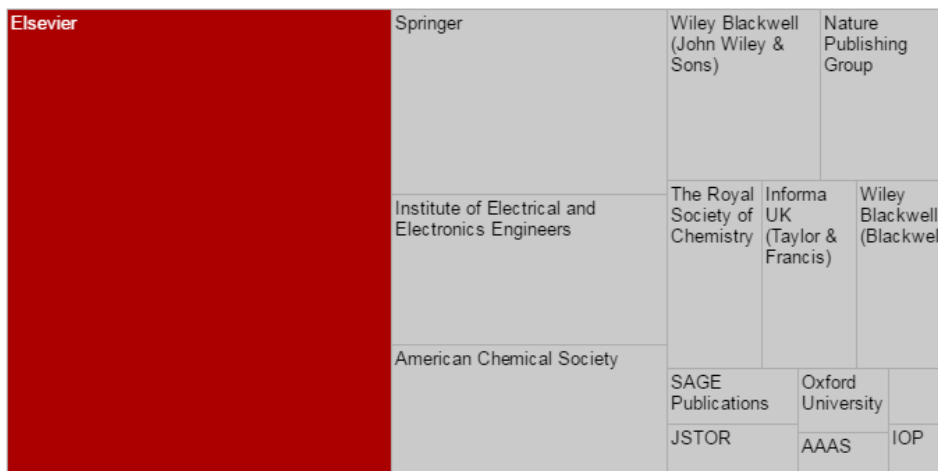 Elsevier
Springer
Institute of Electrical and
Electronics Engineers
American Chemical Society
Wiley Blackwell
(John Wiley &
Sons)
Nature
Publishing
Group
The Royal
Society of
Chemistry
Informa
UK
(Taylor &
Francis)
Wiley
Blackwell
(Blackwel
SAGE
Publications
Oxford
University
JSTOR
AAAS
IOP